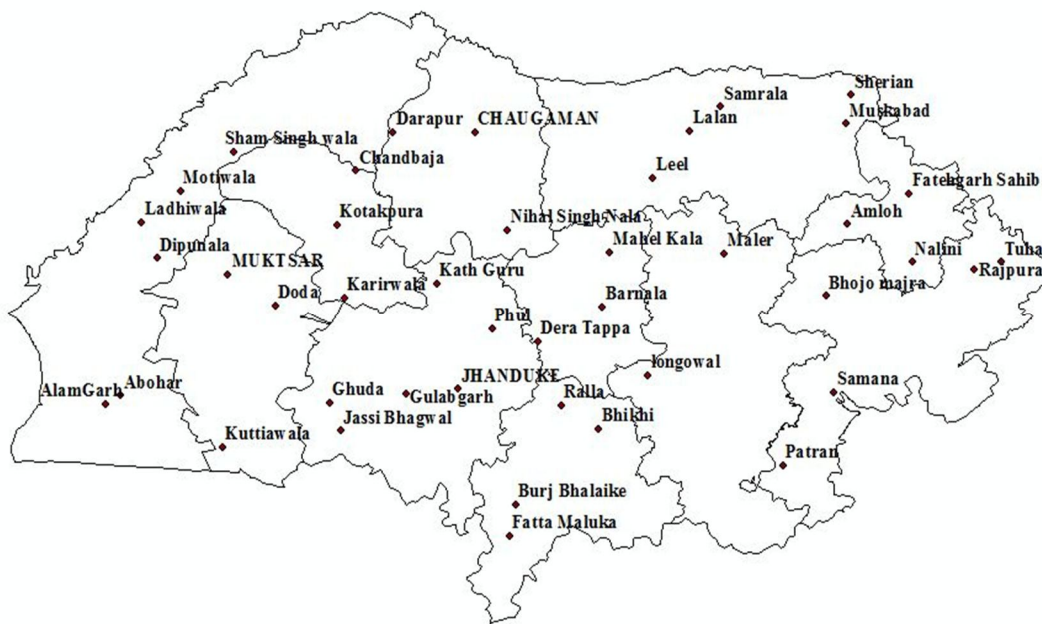 Sherian
Samrala
Muskabad
Lalan
Darapur
CHAUGAMAN
Sham Singh wala
Chandbaja
Leel
Motiwala
Fatehgarh Sahib
Ladhiwala
Kotakpura
Nihal Singh Nala
Amloh
Mahel Kala
Maler
Dipunala
MUKTSAR
Nalini
Tuha
Rajpura
Doda
Karirwala
Kath Guru
Bhojo majra
Barnala
Phul
Dera Tappa
longowal
AlamGarh
Abohar
Ghuda
Gulabgarh
JHANDUKE
Ralla
Samana
Jassi Bhagwal
Bhikhi
Kuttiawala
Patran
Burj Bhalaike
Fatta Maluka